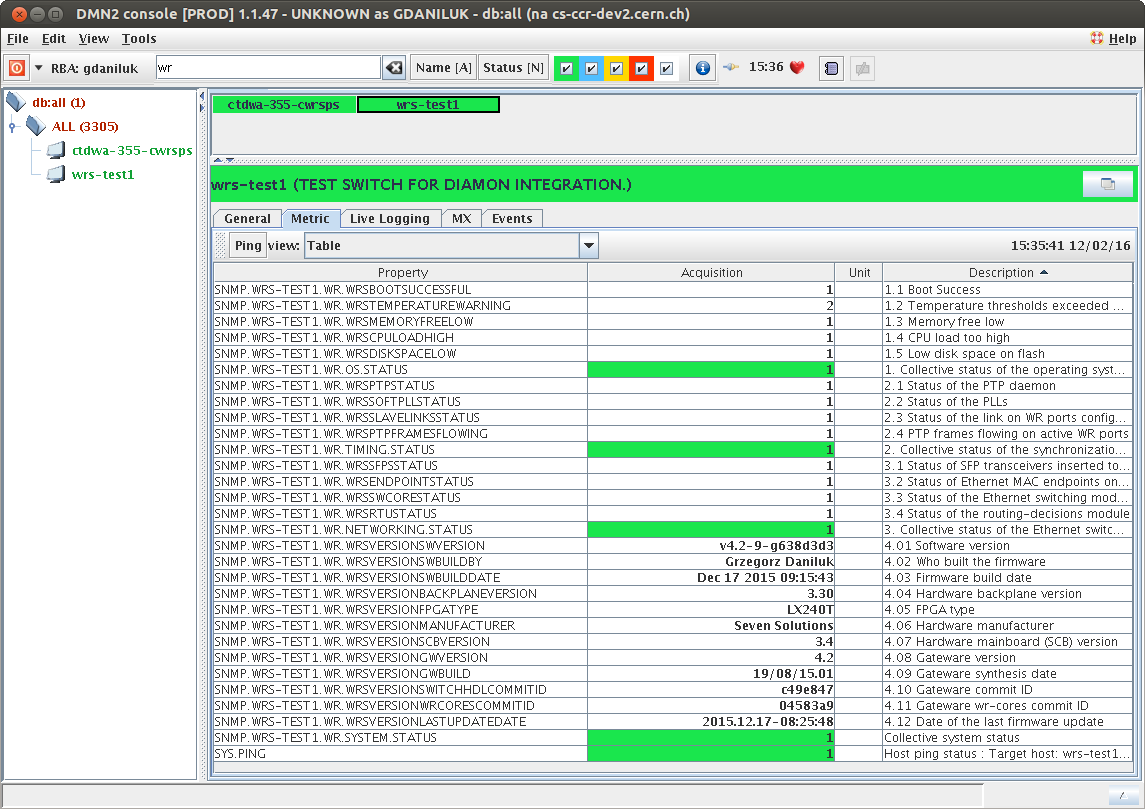 DMN2 console [PROD] 1.1.47 - UNKNOWN as GDANILUK - db:all (na cs-ccr-dev2.cern.ch)
File Edit View Tools Help
RBA: gdaniluk wr Name [A] Status [N] 15:36
db:all (1)
ALL (3305)
ctdwa-355-cwrsps
wrs-test1
ctdwa-355-cwrsps wrs-test1
wrs-test1 (TEST SWITCH FOR DIAMON INTEGRATION.)
General Metric Live Logging MX Events
Ping view: Table 15:35:41 12/02/16
Property Acquisition Unit Description
SNMP.WRS-TEST1.WR.WRSBOOTSUCCESSFUL 1 1.1 Boot Success
SNMP.WRS-TEST1.WR.WRSTEMPERATUREWARNING 2 1.2 Temperature thresholds exceeded ...
SNMP.WRS-TEST1.WR.WRSMEMORYFREELOW 1 1.3 Memory free low
SNMP.WRS-TEST1.WR.WRSCPULOADHIGH 1 1.4 CPU load too high
SNMP.WRS-TEST1.WR.WRSDISKSPACELOW 1 1.5 Low disk space on flash
SNMP.WRS-TEST1.WR.OS.STATUS 1 1. Collective status of the operating syst...
SNMP.WRS-TEST1.WR.WRSPTPSTATUS 1 2.1 Status of the PTP daemon
SNMP.WRS-TEST1.WR.WRSSOFTPLLSTATUS 1 2.2 Status of the PLLs
SNMP.WRS-TEST1.WR.WRSSLAVELINKSSTATUS 1 2.3 Status of the link on WR ports config...
SNMP.WRS-TEST1.WR.WRSPTPFRAMESFLOWING 1 2.4 PTP frames flowing on active WR ports
SNMP.WRS-TEST1.WR.TIMING.STATUS 1 2. Collective status of the synchronizatio...
SNMP.WRS-TEST1.WR.WRSSFPSSTATUS 1 3.1 Status of SFP transceivers inserted to...
SNMP.WRS-TEST1.WR.WRSENDPOINTSTATUS 1 3.2 Status of Ethernet MAC endpoints on...
SNMP.WRS-TEST1.WR.WRSSWCORESTATUS 1 3.3 Status of the Ethernet switching mod...
SNMP.WRS-TEST1.WR.WRSRTUSTATUS 1 3.4 Status of the routing-decisions module
SNMP.WRS-TEST1.WR.NETWORKING.STATUS 1 3. Collective status of the Ethernet switc...
SNMP.WRS-TEST1.WR.WRSVERSIONSWVERSION v4.2-9-g638d3d3 4.01 Software version
SNMP.WRS-TEST1.WR.WRSVERSIONSWBUILDBY Grzegorz Daniluk 4.02 Who built the firmware
SNMP.WRS-TEST1.WR.WRSVERSIONSWBUILDDATE Dec 17 2015 09:15:43 4.03 Firmware build date
SNMP.WRS-TEST1.WR.WRSVERSIONBACKPLANEVERSION 3.30 4.04 Hardware backplane version
SNMP.WRS-TEST1.WR.WRSVERSIONFPGATYPE LX240T 4.05 FPGA type
SNMP.WRS-TEST1.WR.WRSVERSIONMANUFACTURER Seven Solutions 4.06 Hardware manufacturer
SNMP.WRS-TEST1.WR.WRSVERSIONSCBVERSION 3.4 4.07 Hardware mainboard (SCB) version
SNMP.WRS-TEST1.WR.WRSVERSIONGWVERSION 4.2 4.08 Gateware version
SNMP.WRS-TEST1.WR.WRSVERSIONGWBUILD 19/08/15.01 4.09 Gateware synthesis date
SNMP.WRS-TEST1.WR.WRSVERSIONSWITCHHDLCOMMITID c49e847 4.10 Gateware commit ID
SNMP.WRS-TEST1.WR.WRSVERSIONWRCORESCOMMITID 04583a9 4.11 Gateware wr-cores commit ID
SNMP.WRS-TEST1.WR.WRSVERSIONLASTUPDATEDATE 2015.12.17-08:25:48 4.12 Date of the last firmware update
SNMP.WRS-TEST1.WR.SYSTEM.STATUS 1 Collective system status
SYS.PING 1 Host ping status : Target host: wrs-test1...